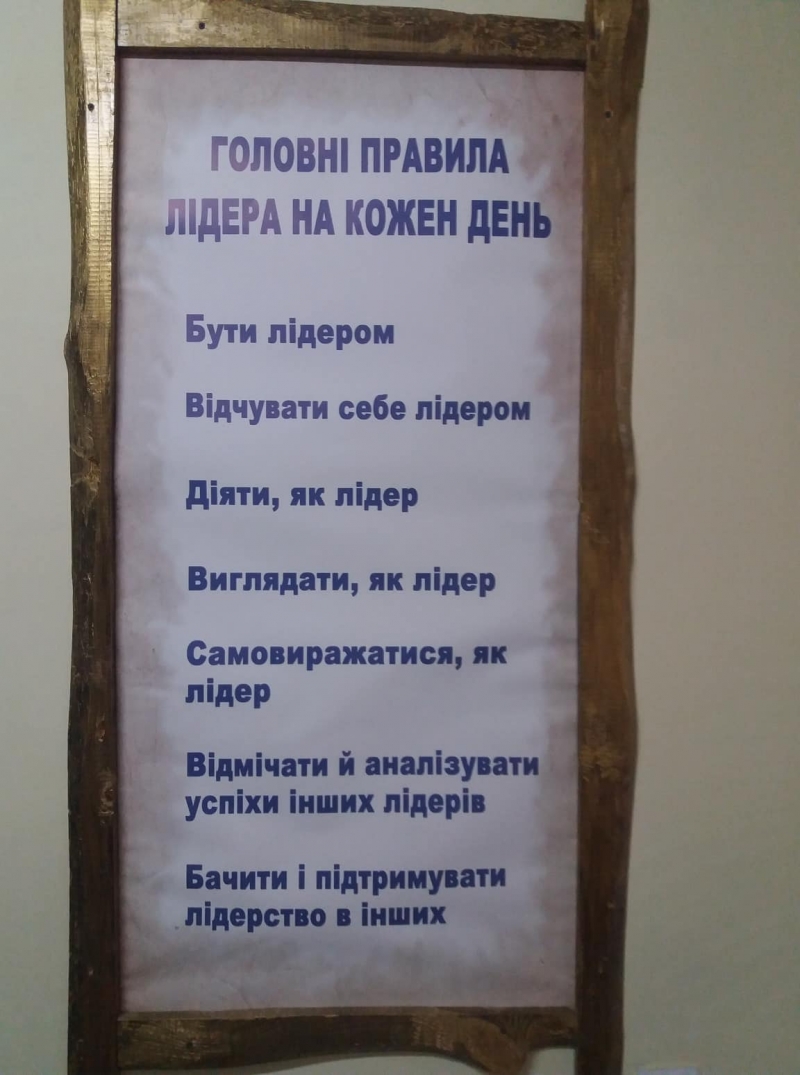 ГОЛОВНІ ПРАВИЛА
ЛІДЕРА НА КОЖЕН ДЕНЬ
Бути лідером
Відчувати себе лідером
Діяти, як лідер
Виглядати, як лідер
Самовиражатися, як
лідер
Відмічати й аналізувати
успіхи інших лідерів
Бачити і підтримувати
лідерство в інших